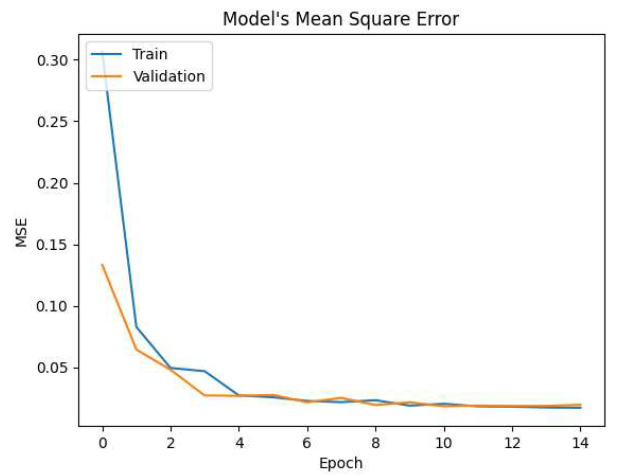 Model's Mean Square Error
Train
Validation
0.30
0.25
0.20
0.15
0.10
0.05
MSE
0 2 4 6 8 10 12 14
Epoch